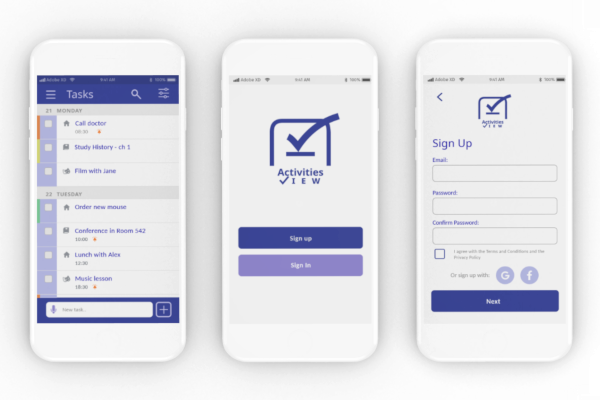 Adobe XD 9:41 AM 100%
Tasks
21 MONDAY
Call doctor
Study History - ch 1
Film with Jane
TUESDAY
Order new mouse
Conference in Room 542
10:00
Lunch with Alex
12:30
Music lesson
18:30
New task..
Adobe XD 9:41 AM 100%
Activities
VIEW
Sign up
Sign in
Adobe XD 9:41 AM 100%
Activities
VIEW
Sign Up
Email:
Password:
Confirm Password:
I agree with the Terms and Conditions and the
Privacy Policy
Or sign up with: G f
Next